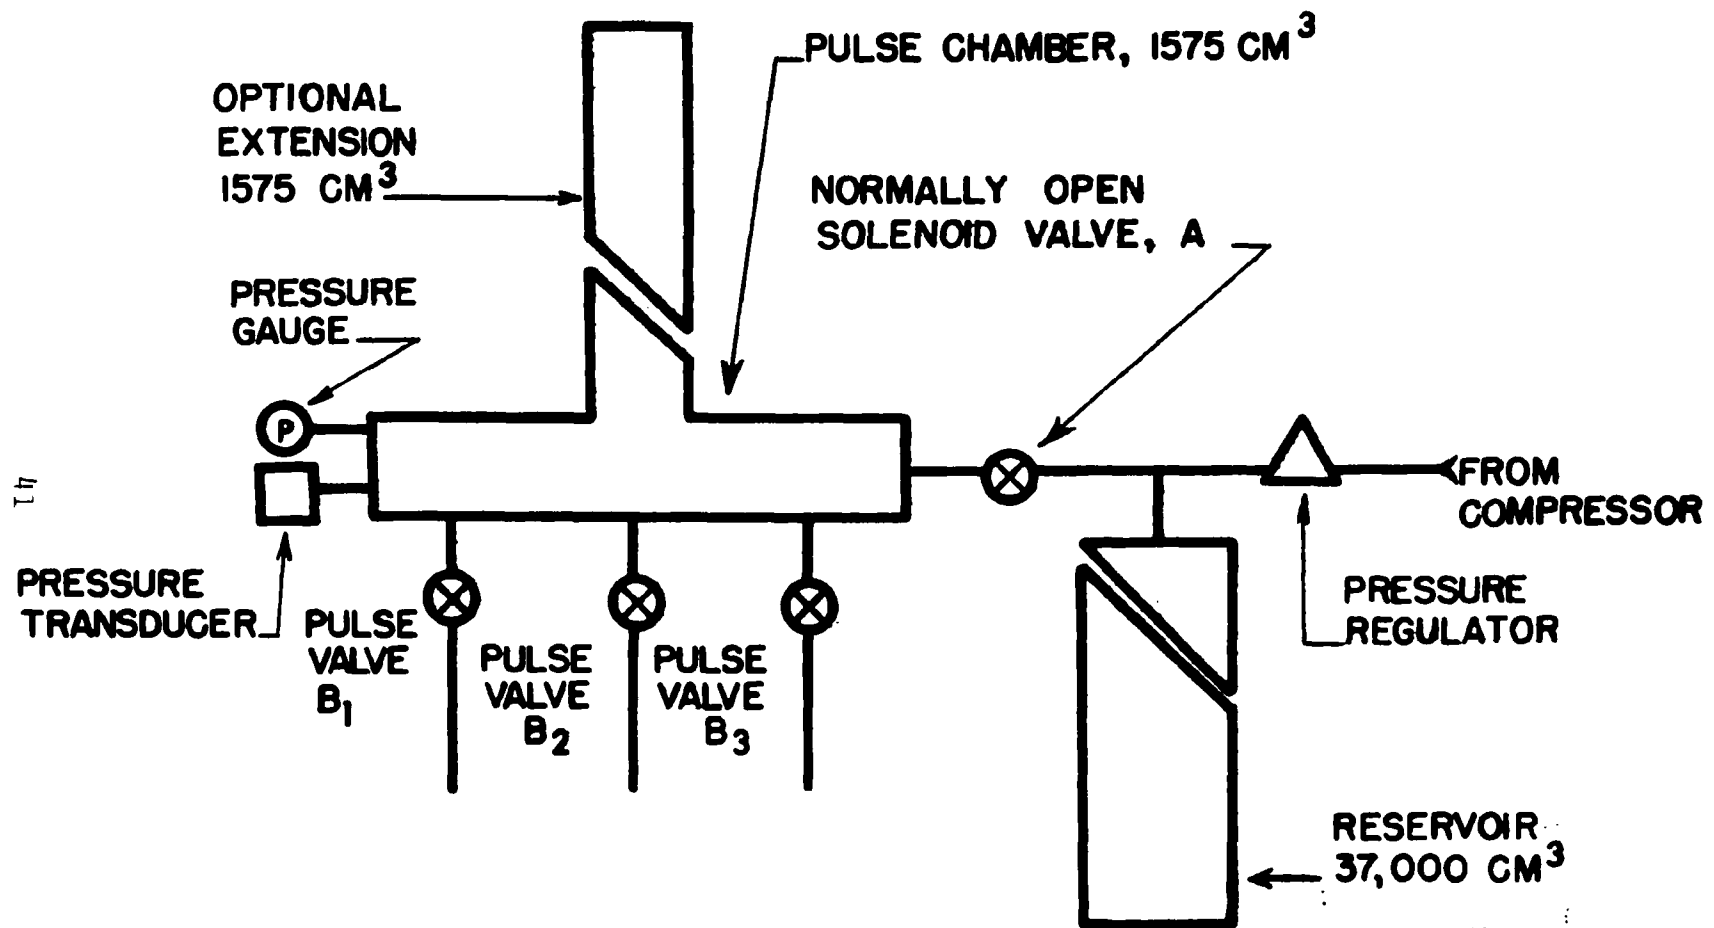 PULSE CHAMBER, 1575 CM³
OPTIONAL
EXTENSION
1575 CM³
NORMALLY OPEN
SOLENOID VALVE, A
PRESSURE
GAUGE
P
FROM
COMPRESSOR
41
PRESSURE
TRANSDUCER
PULSE
VALVE
B₁
PULSE
VALVE
B₂
PULSE
VALVE
B₃
PRESSURE
REGULATOR
RESERVOIR
37,000 CM³